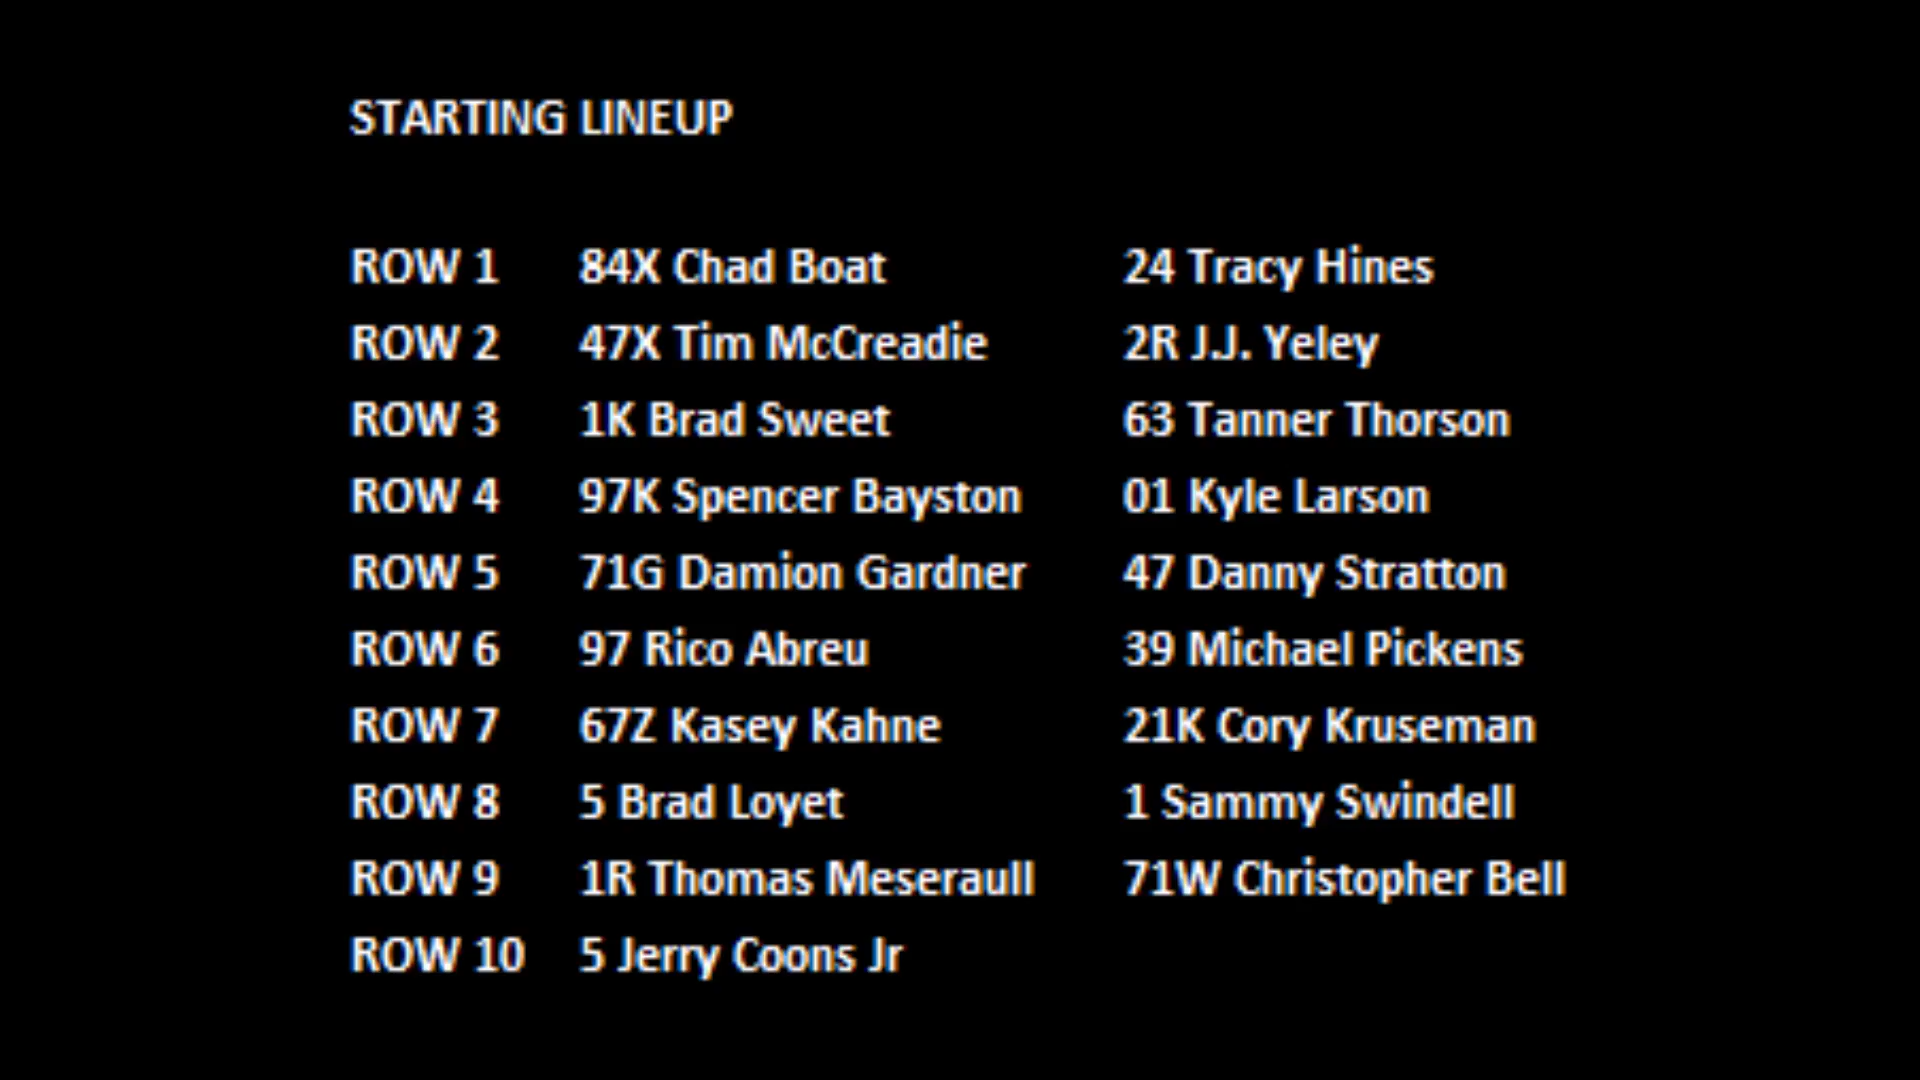 STARTING LINEUP
ROW 1 84X Chad Boat 24 Tracy Hines
ROW 2 47X Tim McCreadie 2R J.J. Yeley
ROW 3 1K Brad Sweet 63 Tanner Thorson
ROW 4 97K Spencer Bayston 01 Kyle Larson
ROW 5 71G Damion Gardner 47 Danny Stratton
ROW 6 97 Rico Abreu 39 Michael Pickens
ROW 7 67Z Kasey Kahne 21K Cory Kruseman
ROW 8 5 Brad Loyet 1 Sammy Swindell
ROW 9 1R Thomas Meseraull 71W Christopher Bell
ROW 10 5 Jerry Coons Jr